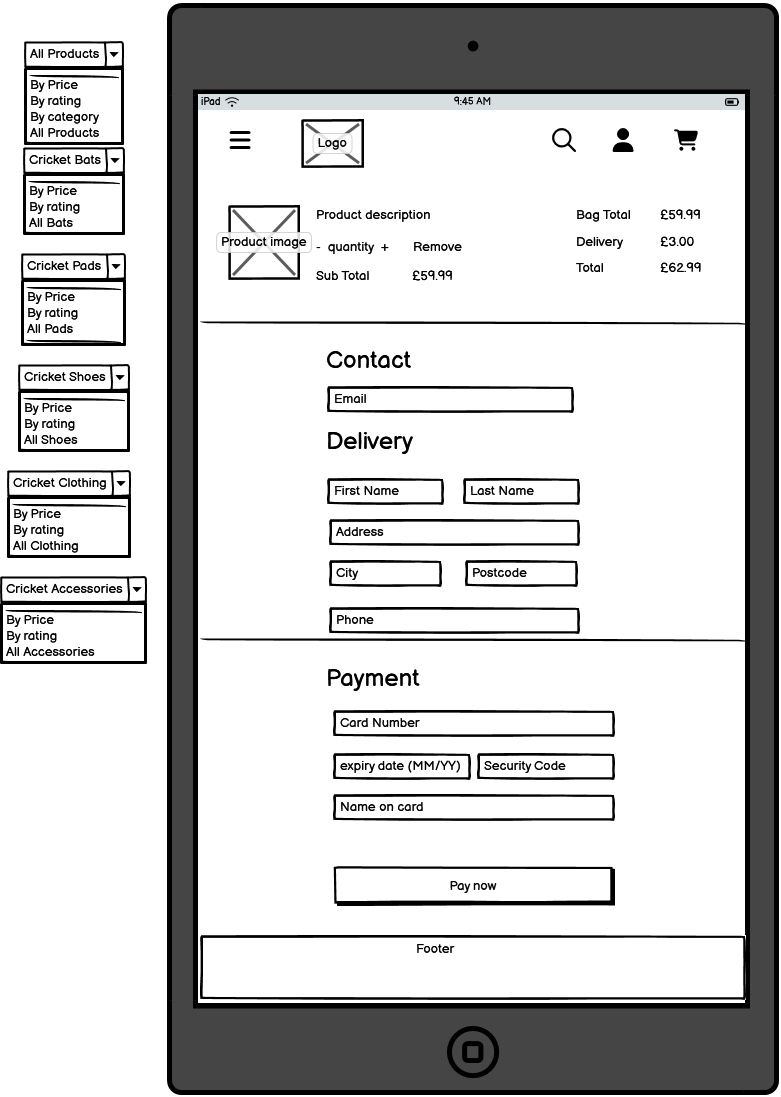 All Products
By Price
By rating
By category
All Products
Cricket Bats
By Price
By rating
All Bats
Cricket Pads
By Price
By rating
All Pads
Cricket Shoes
By Price
By rating
All Shoes
Cricket Clothing
By Price
By rating
All Clothing
Cricket Accessories
By Price
By rating
All Accessories
iPad 9:45 AM
Logo
Product image
Product description
- quantity + Remove
Sub Total £59.99
Bag Total £59.99
Delivery £3.00
Total £62.99
Contact
Email
Delivery
First Name Last Name
Address
City Postcode
Phone
Payment
Card Number
expiry date (MM/YY) Security Code
Name on card
Pay now
Footer